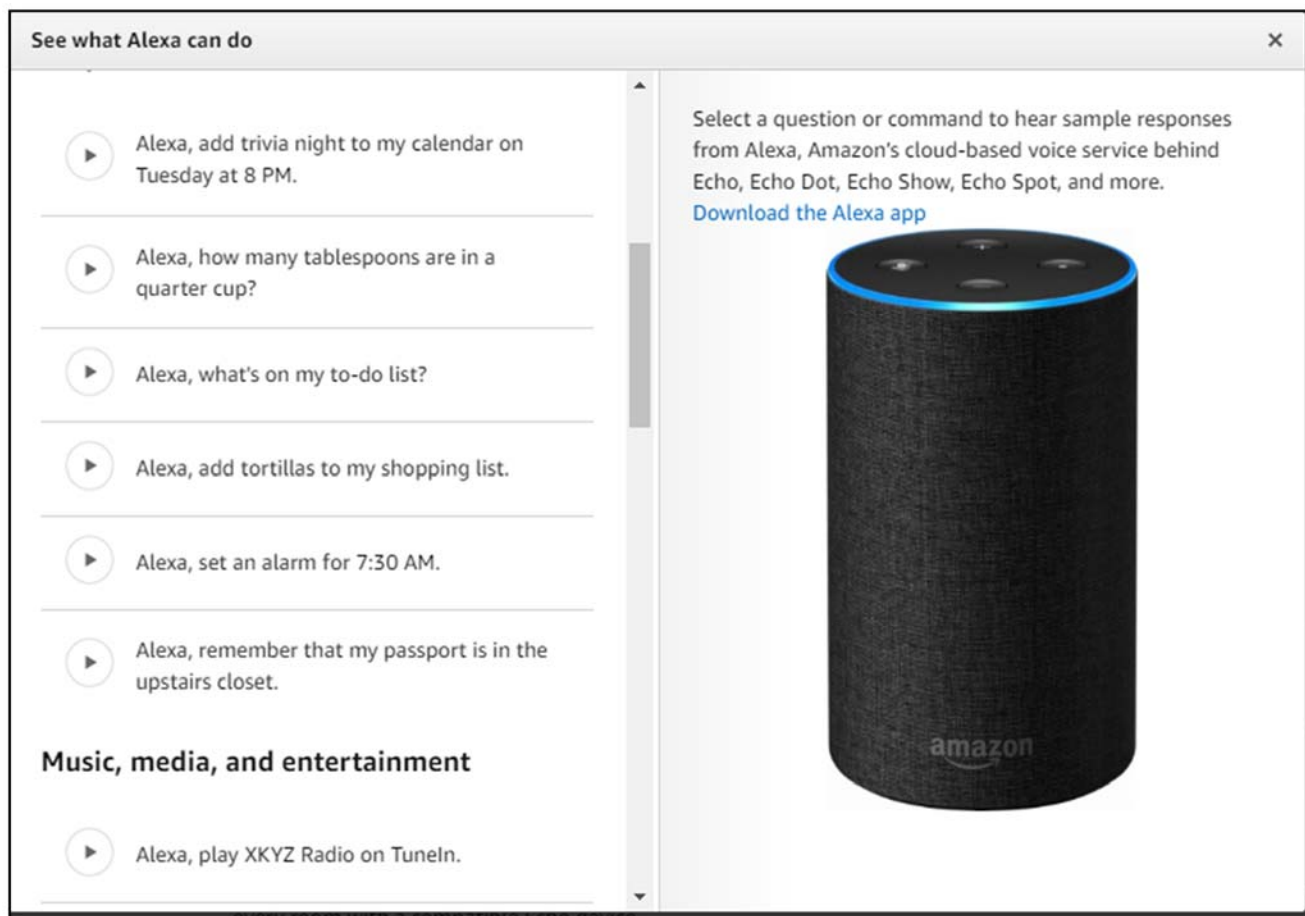 See what Alexa can do
Alexa, add trivia night to my calendar on
Tuesday at 8 PM.
Alexa, how many tablespoons are in a
quarter cup?
Alexa, what's on my to-do list?
Alexa, add tortillas to my shopping list.
Alexa, set an alarm for 7:30 AM.
Alexa, remember that my passport is in the
upstairs closet.
Music, media, and entertainment
Alexa, play XKYZ Radio on TuneIn.
Select a question or command to hear sample responses
from Alexa, Amazon's cloud-based voice service behind
Echo, Echo Dot, Echo Show, Echo Spot, and more.
Download the Alexa app
amazon